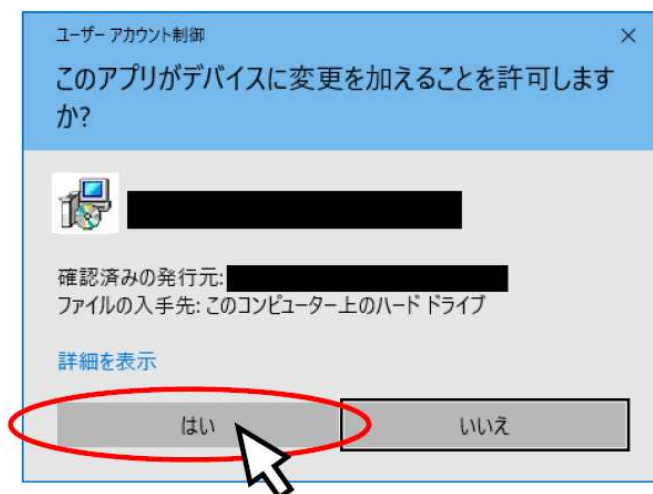 ユーザー アカウント制御
このアプリがデバイスに変更を加えることを許可します
か?
確認済みの発行元:
ファイルの入手先: このコンピューター上のハード ドライブ
詳細を表示
はい
いいえ